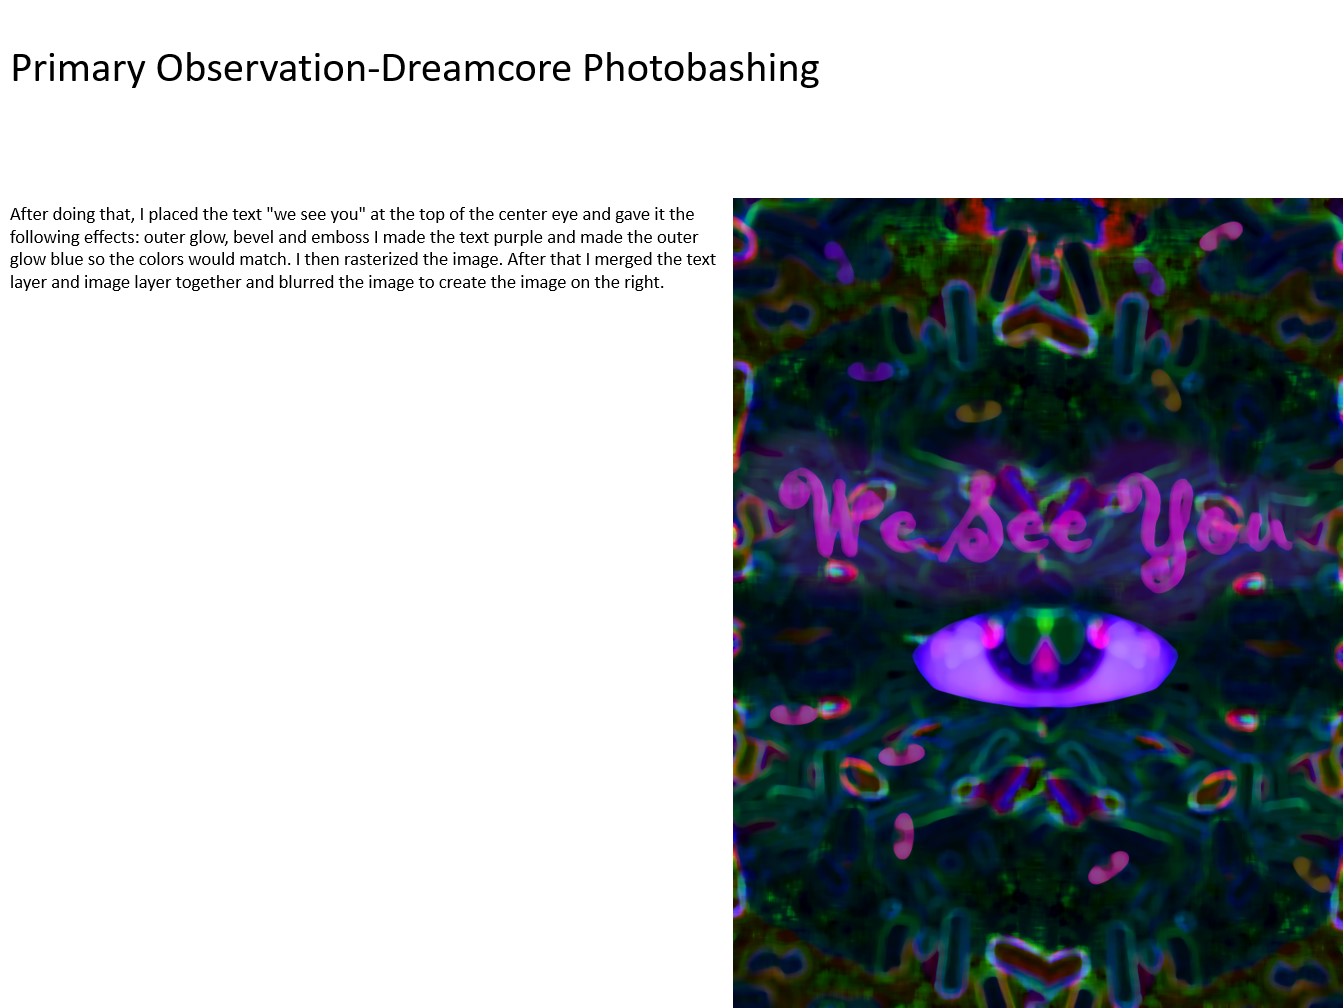 Primary Observation-Dreamcore Photobashing
After doing that, I placed the text "we see you" at the top of the center eye and gave it the
following effects: outer glow, bevel and emboss I made the text purple and made the outer
glow blue so the colors would match. I then rasterized the image. After that I merged the text
layer and image layer together and blurred the image to create the image on the right.
We See You